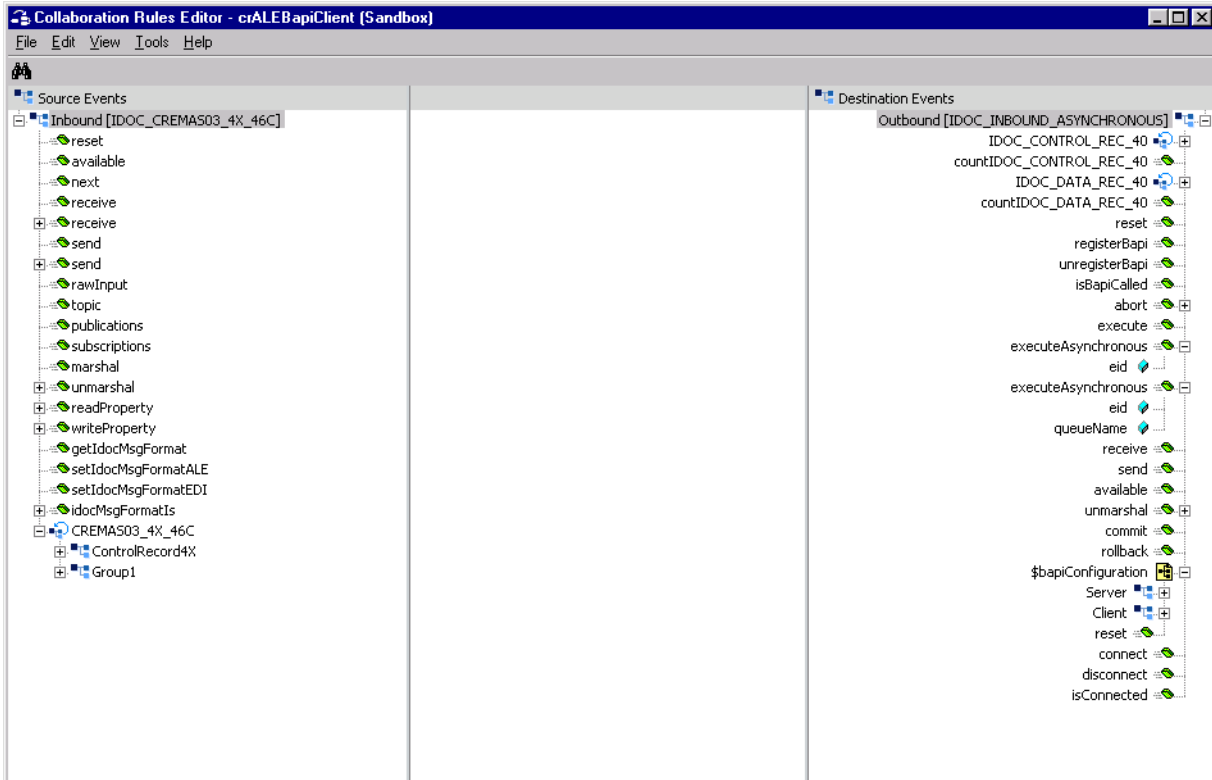 Collaboration Rules Editor - crALEBapiClient (Sandbox)
File Edit View Tools Help
Source Events
Inbound [IDOC_CREMAS03_4X_46C]
reset
available
next
receive
receive
send
send
rawInput
topic
publications
subscriptions
marshal
unmarshal
readProperty
writeProperty
getIdocMsgFormat
setIdocMsgFormatALE
setIdocMsgFormatEDI
idocMsgFormatIs
CREMAS03_4X_46C
ControlRecord4X
Group1
Destination Events
Outbound [IDOC_INBOUND_ASYNCHRONOUS]
IDOC_CONTROL_REC_40
countIDOC_CONTROL_REC_40
IDOC_DATA_REC_40
countIDOC_DATA_REC_40
reset
registerBapi
unregisterBapi
isBapiCalled
abort
execute
executeAsynchronous
eid
executeAsynchronous
eid
queueName
receive
send
available
unmarshal
commit
rollback
$bapiConfiguration
Server
Client
reset
connect
disconnect
isConnected